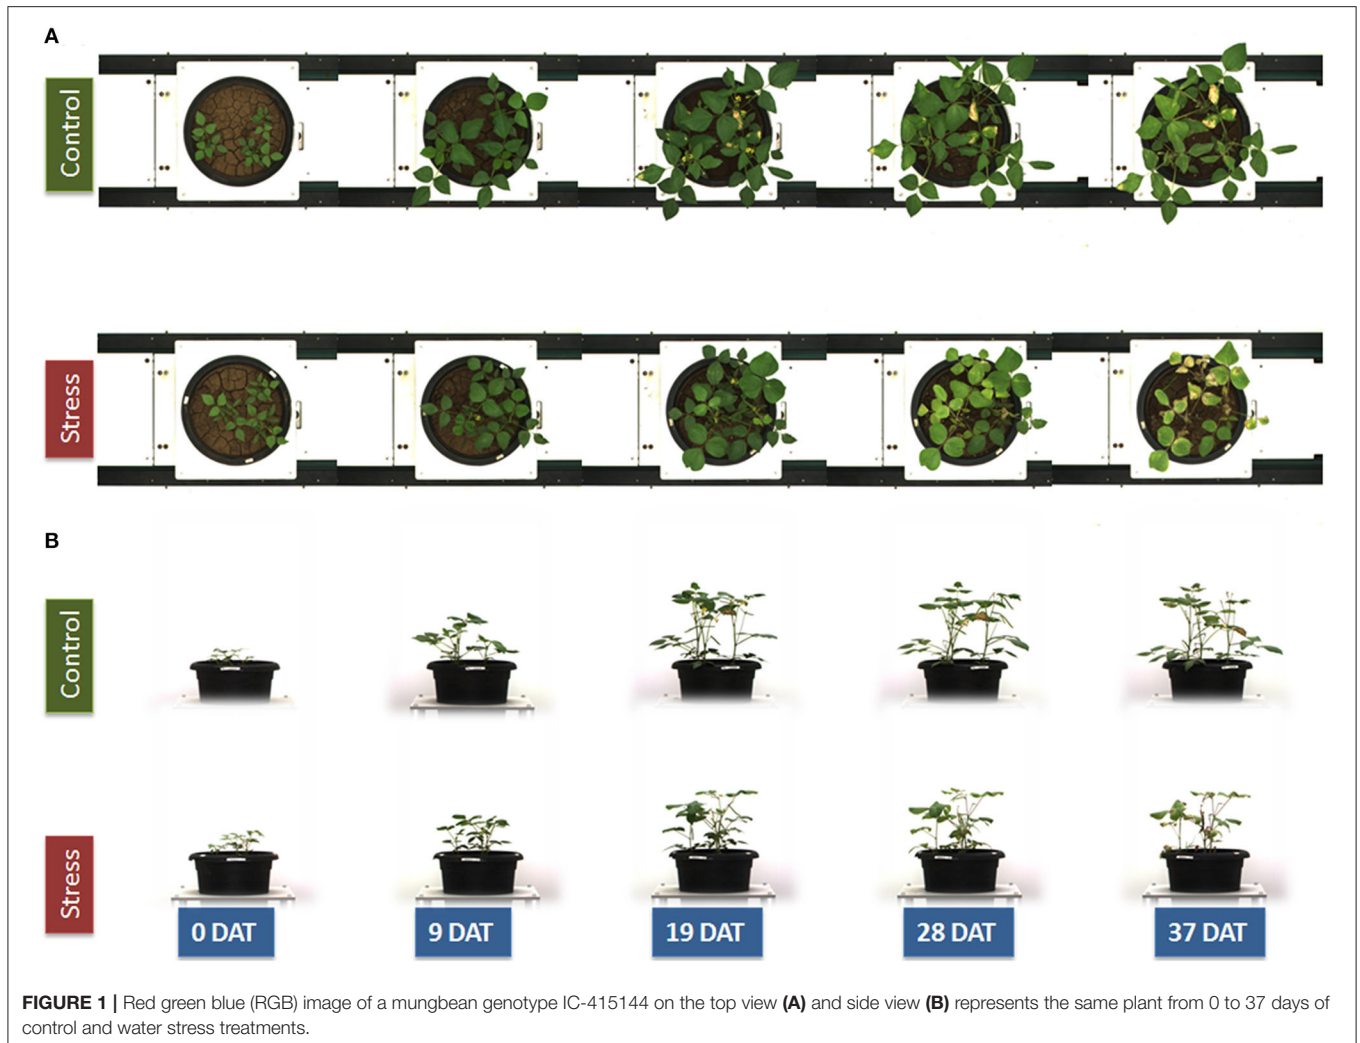 A
Control
Stress
B
Control
Stress
0 DAT
9 DAT
19 DAT
28 DAT
37 DAT
FIGURE 1 | Red green blue (RGB) image of a mungbean genotype IC-415144 on the top view (A) and side view (B) represents the same plant from 0 to 37 days of
control and water stress treatments.